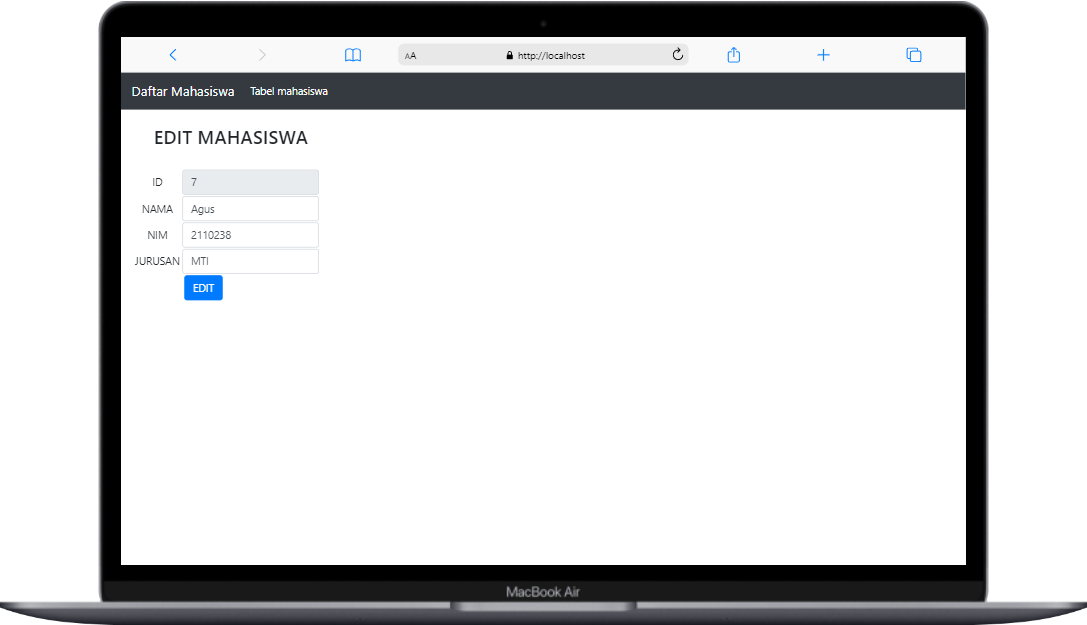 AA http://localhost
Daftar Mahasiswa Tabel mahasiswa
EDIT MAHASISWA
ID 7
NAMA Agus
NIM 2110238
JURUSAN MTI
EDIT
MacBook Air